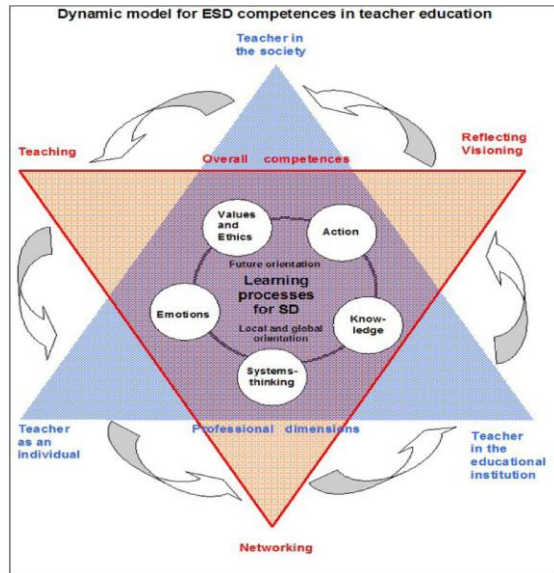 Dynamic model for ESD competences in teacher education
Teacher in
the society
Teaching
Reflecting
Visioning
Overall competences
Values
and
Ethics
Action
Future orientation
Learning
processes
for SD
Emotions
Know-
ledge
Local and global
orientation
Systems-
thinking
Teacher
as an
individual
Professional dimensions
Teacher
in the
educational
institution
Networking